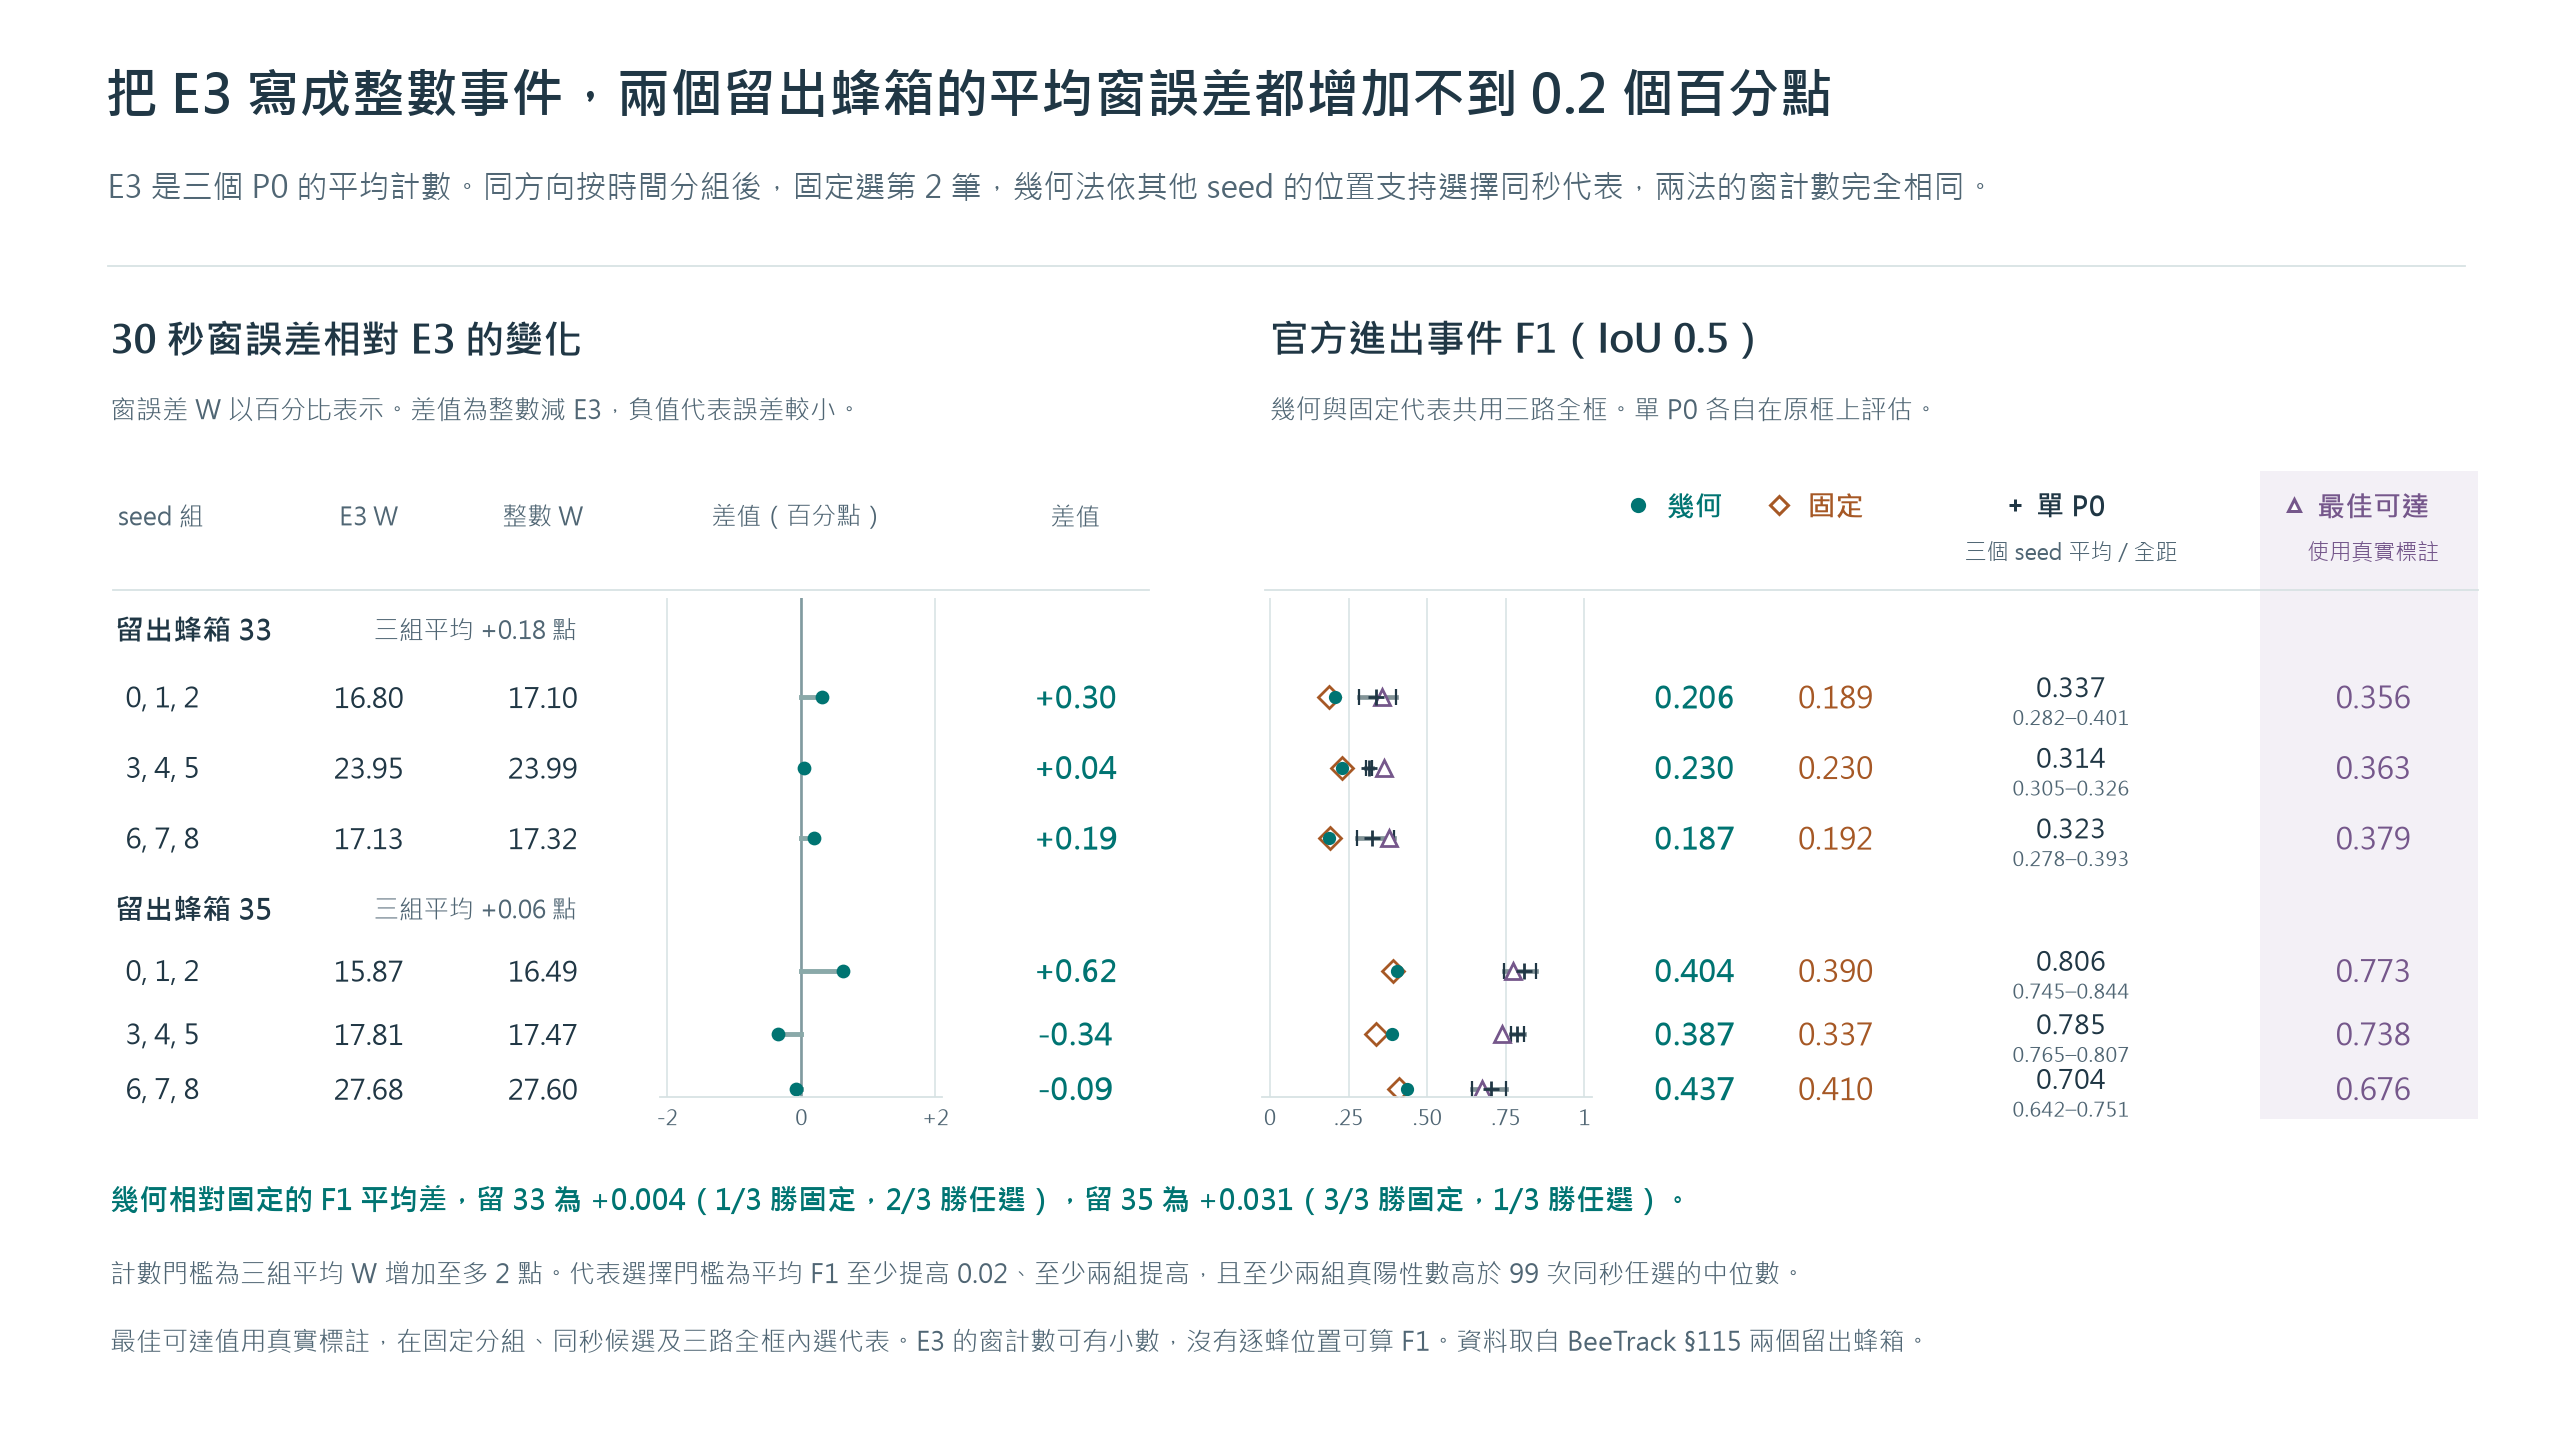 把 E3 寫成整數事件，兩個留出蜂箱的平均窗誤差都增加不到 0.2 個百分點
E3 是三個 P0 的平均計數。同方向按時間分組後，固定選第 2 筆，幾何法依其他 seed 的位置支持選擇同秒代表，兩法的窗計數完全相同。
30 秒窗誤差相對 E3 的變化
窗誤差 W 以百分比表示。差值為整數減 E3，負值代表誤差較小。
seed 組 E3 W 整數 W 差值（百分點） 差值
留出蜂箱 33 三組平均 +0.18 點
0, 1, 2 16.80 17.10 +0.30
3, 4, 5 23.95 23.99 +0.04
6, 7, 8 17.13 17.32 +0.19
留出蜂箱 35 三組平均 +0.06 點
0, 1, 2 15.87 16.49 +0.62
3, 4, 5 17.81 17.47 -0.34
6, 7, 8 27.68 27.60 -0.09
-2 0 +2
官方進出事件 F1（IoU 0.5）
幾何與固定代表共用三路全框。單 P0 各自在原框上評估。
幾何 固定 單 P0 最佳可達
三個 seed 平均 / 全距 使用真實標註
0.206 0.189 0.337 0.356
0.282–0.401
0.230 0.230 0.314 0.363
0.305–0.326
0.187 0.192 0.323 0.379
0.278–0.393
0.404 0.390 0.806 0.773
0.745–0.844
0.387 0.337 0.785 0.738
0.765–0.807
0.437 0.410 0.704 0.676
0.642–0.751
0 .25 .50 .75 1
幾何相對固定的 F1 平均差，留 33 為 +0.004（1/3 勝固定，2/3 勝任選），留 35 為 +0.031（3/3 勝固定，1/3 勝任選）。
計數門檻為三組平均 W 增加至多 2 點。代表選擇門檻為平均 F1 至少提高 0.02、至少兩組提高，且至少兩組真陽性數高於 99 次同秒任選的中位數。
最佳可達值用真實標註，在固定分組、同秒候選及三路全框內選代表。E3 的窗計數可有小數，沒有逐蜂位置可算 F1。資料取自 BeeTrack §115 兩個留出蜂箱。